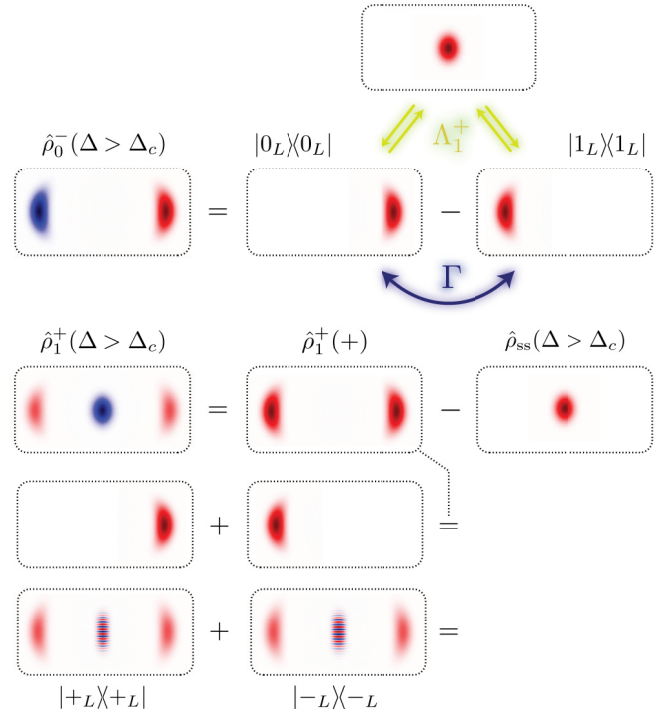 Λ₁⁺
ρ̂₀⁻(Δ > Δ_c) |0_L⟩⟨0_L| |1_L⟩⟨1_L|
= −
Γ
ρ̂₁⁺(Δ > Δ_c) ρ̂₁⁺(+) ρ̂_ss(Δ > Δ_c)
= −
+ =
+ =
|+_L⟩⟨+_L| |−_L⟩⟨−_L